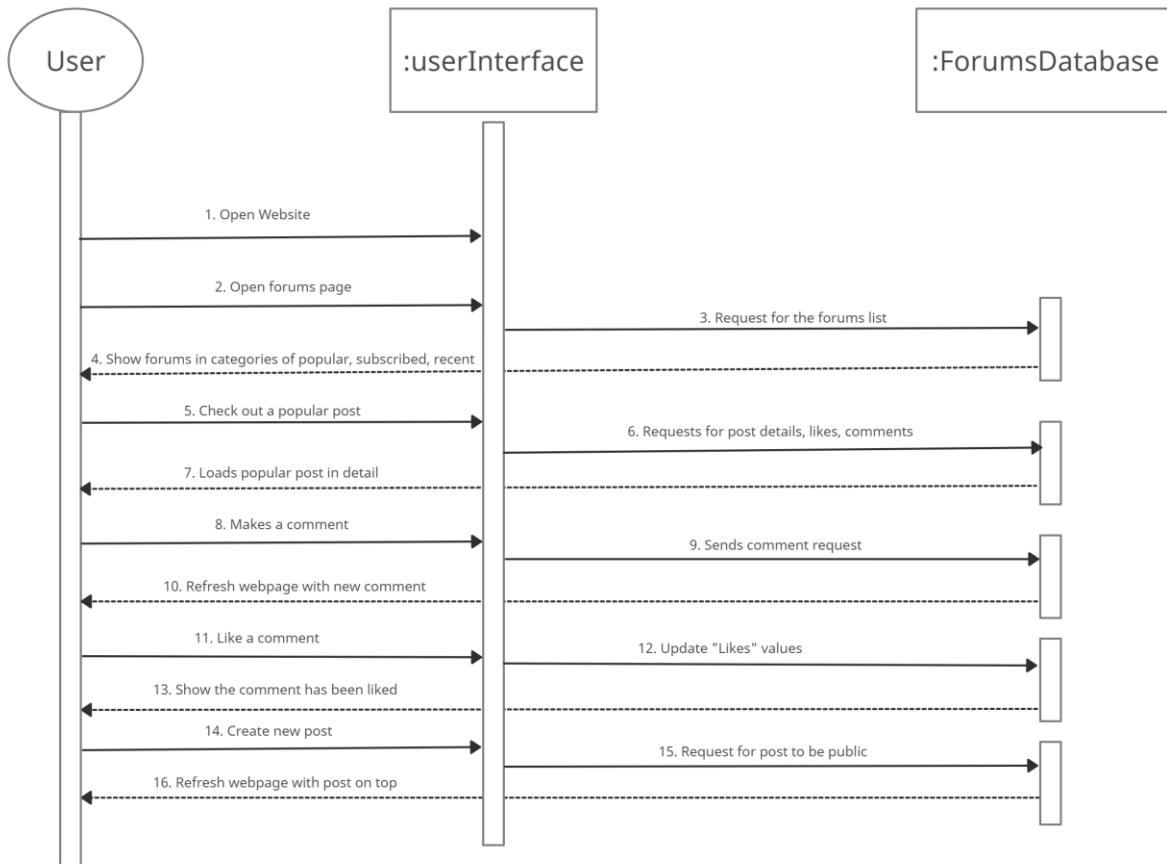 User
:userInterface
:ForumsDatabase
1. Open Website
2. Open forums page
3. Request for the forums list
4. Show forums in categories of popular, subscribed, recent
5. Check out a popular post
6. Requests for post details, likes, comments
7. Loads popular post in detail
8. Makes a comment
9. Sends comment request
10. Refresh webpage with new comment
11. Like a comment
12. Update "Likes" values
13. Show the comment has been liked
14. Create new post
15. Request for post to be public
16. Refresh webpage with post on top